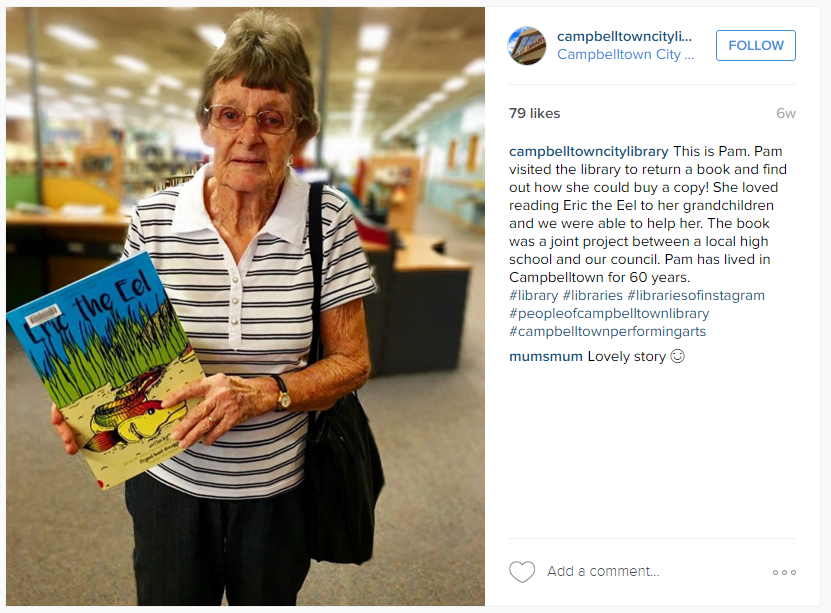 Eric the Eel
written by
campbelltowncityli...
Campbelltown City ...
FOLLOW
79 likes
6w
campbelltowncitylibrary This is Pam. Pam
visited the library to return a book and find
out how she could buy a copy! She loved
reading Eric the Eel to her grandchildren
and we were able to help her. The book
was a joint project between a local high
school and our council. Pam has lived in
Campbelltown for 60 years.
#library #libraries #librariesofinstagram
#peopleofcampbelltownlibrary
#campbelltownperformingarts
mumsmum Lovely story ☺
Add a comment...